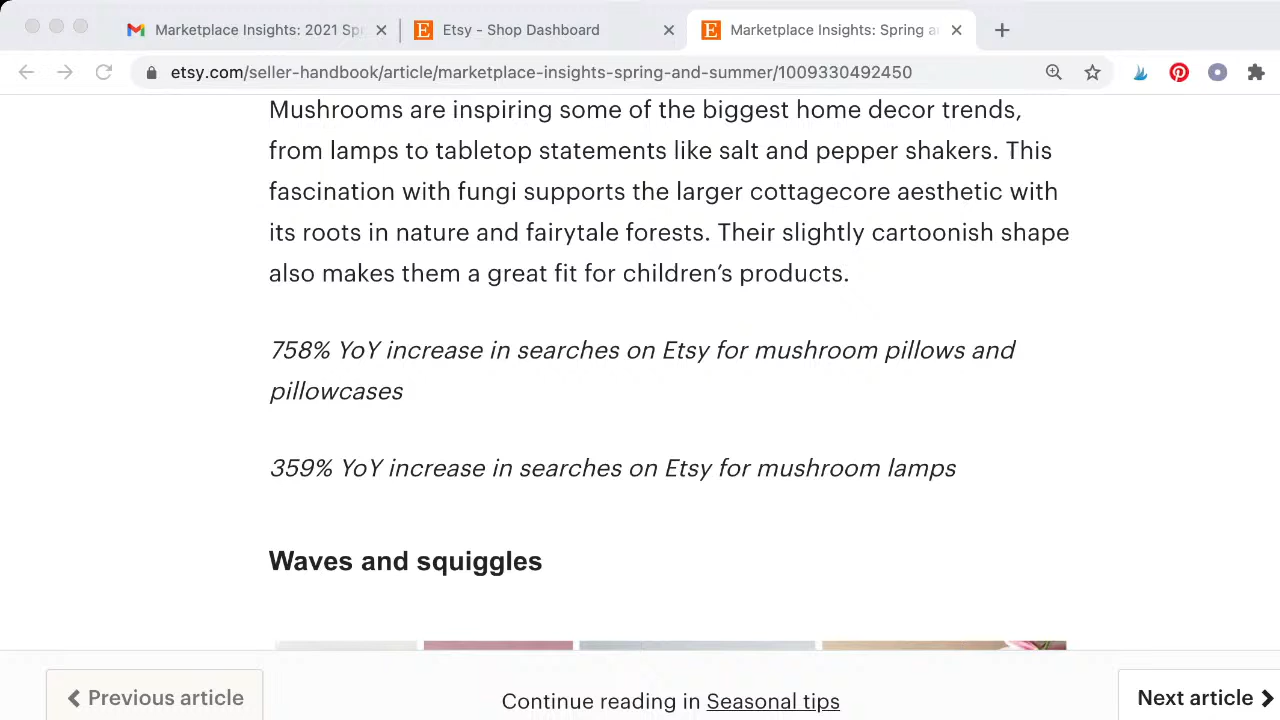 Marketplace Insights: 2021 Sp
Etsy - Shop Dashboard
Marketplace Insights: Spring a
etsy.com/seller-handbook/article/marketplace-insights-spring-and-summer/1009330492450
Mushrooms are inspiring some of the biggest home decor trends,
from lamps to tabletop statements like salt and pepper shakers. This
fascination with fungi supports the larger cottagecore aesthetic with
its roots in nature and fairytale forests. Their slightly cartoonish shape
also makes them a great fit for children’s products.
758% YoY increase in searches on Etsy for mushroom pillows and
pillowcases
359% YoY increase in searches on Etsy for mushroom lamps
Waves and squiggles
Previous article
Continue reading in Seasonal tips
Next article